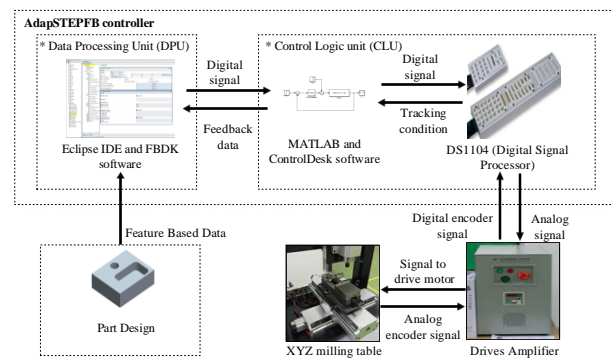 AdapSTEPFB controller
* Data Processing Unit (DPU)
* Control Logic unit (CLU)
Digital
signal
Digital
signal
Feedback
data
Tracking
condition
Eclipse IDE and FBDK
software
MATLAB and
ControlDesk software
DS1104 (Digital Signal
Processor)
Digital encoder
signal
Analog
signal
Feature Based Data
Signal to
drive motor
Analog
encoder signal
Part Design
XYZ milling table
Drives Amplifier